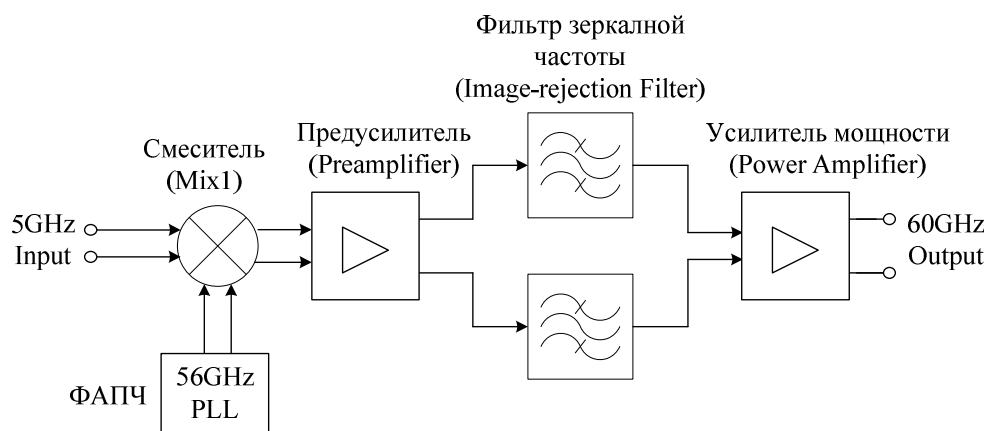 Фильтр зеркалной
частоты
(Image-rejection Filter)
Предусилитель
(Preamplifier)
Усилитель мощности
(Power Amplifier)
Смеситель
(Mix1)
5GHz
Input
60GHz
Output
ФАПЧ
56GHz
PLL